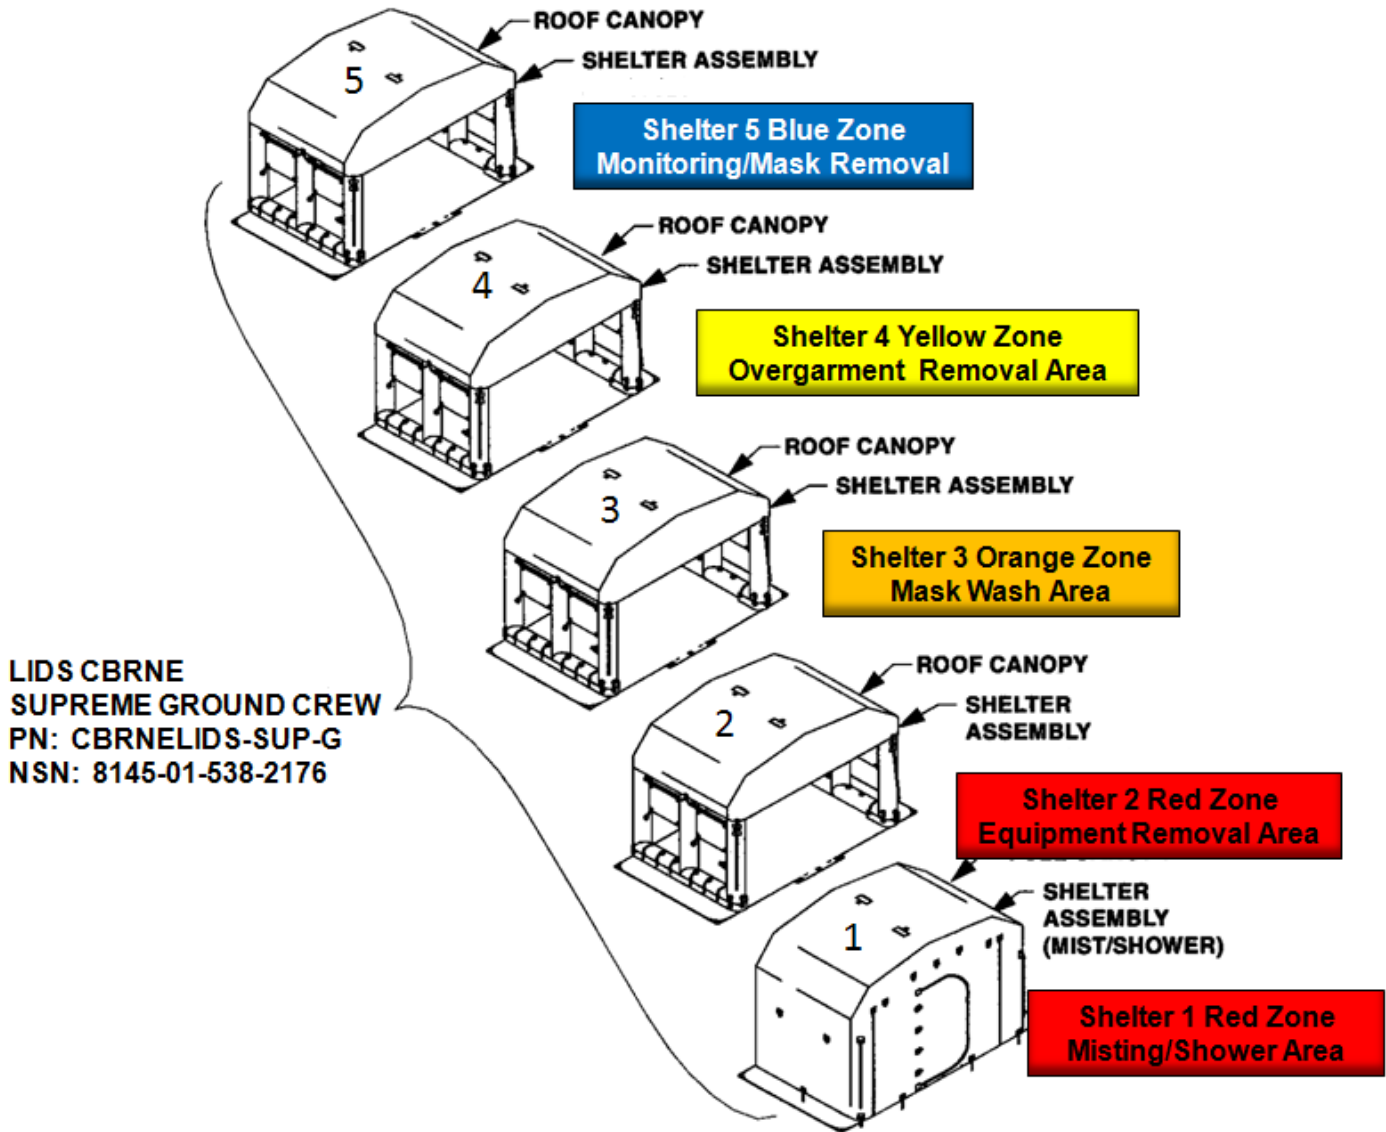 ROOF CANOPY
SHELTER ASSEMBLY
5
Shelter 5 Blue Zone
Monitoring/Mask Removal
ROOF CANOPY
SHELTER ASSEMBLY
4
Shelter 4 Yellow Zone
Overgarment Removal Area
ROOF CANOPY
SHELTER ASSEMBLY
3
Shelter 3 Orange Zone
Mask Wash Area
LIDS CBRNE
SUPREME GROUND CREW
PN: CBRNELIDS-SUP-G
NSN: 8145-01-538-2176
ROOF CANOPY
SHELTER
ASSEMBLY
2
Shelter 2 Red Zone
Equipment Removal Area
SHELTER
ASSEMBLY
(MIST/SHOWER)
1
Shelter 1 Red Zone
Misting/Shower Area